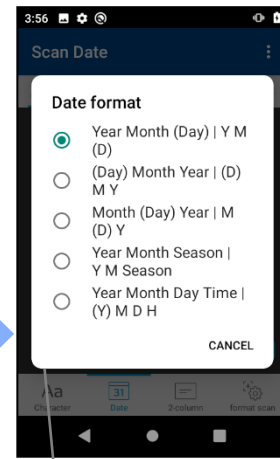 3:56
Scan Date
Date format
Year Month (Day) | Y M
(D)
(Day) Month Year | (D)
M Y
Month (Day) Year | M
(D) Y
Year Month Season |
Y M Season
Year Month Day Time |
(Y) M D H
CANCEL
Aa
31
Character Date 2-column format scan